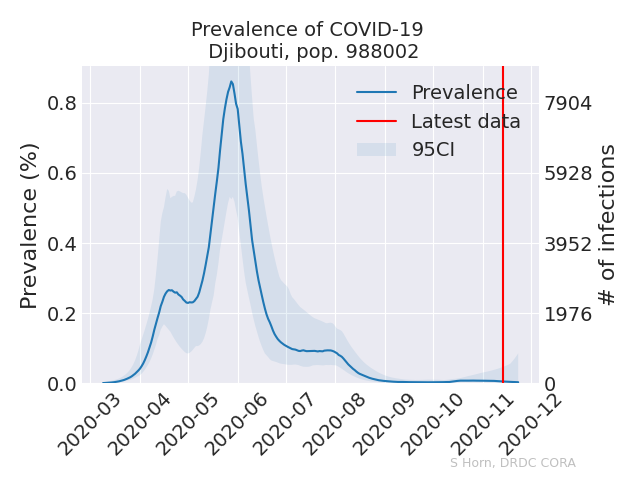 Prevalence of COVID-19
Djibouti, pop. 988002
Prevalence
Latest data
95CI
Prevalence (%)
0.8
0.6
0.4
0.2
0.0
7904
5928
3952
1976
0
# of infections
2020-03
2020-04
2020-05
2020-06
2020-07
2020-08
2020-09
2020-10
2020-11
2020-12
S Horn, DRDC CORA